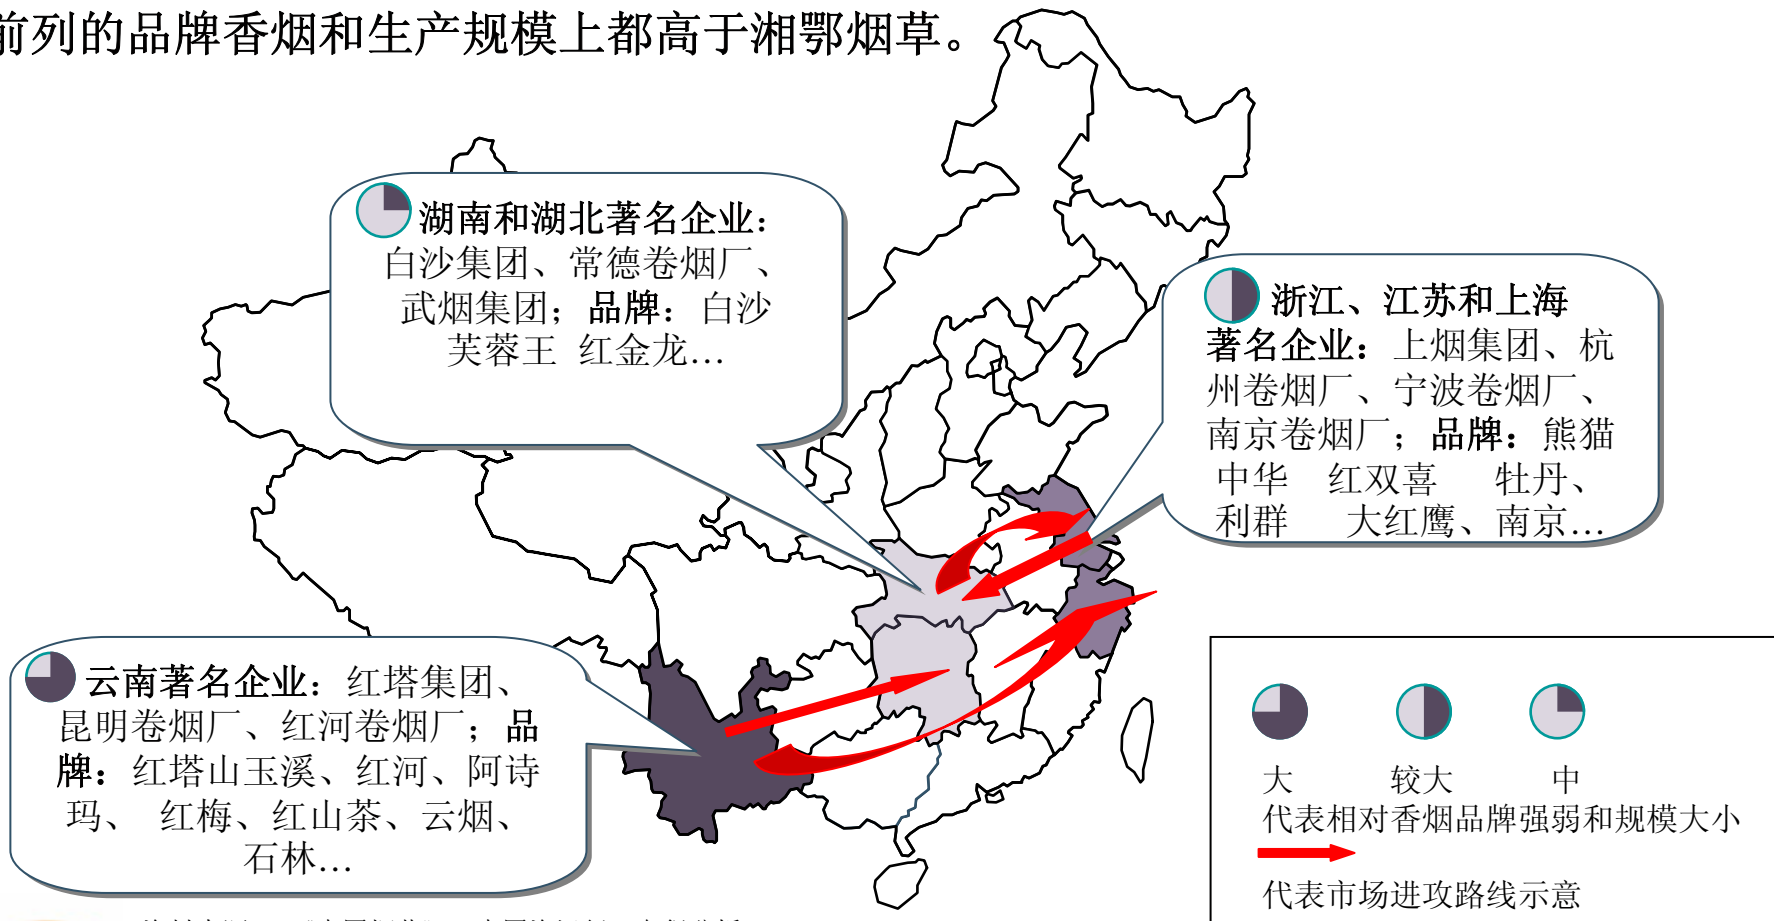 前列的品牌香烟和生产规模上都高于湘鄂烟草。
湖南和湖北著名企业：
白沙集团、常德卷烟厂、
武烟集团；品牌：白沙
芙蓉王 红金龙…
浙江、江苏和上海
著名企业：上烟集团、杭
州卷烟厂、宁波卷烟厂、
南京卷烟厂；品牌：熊猫
中华 红双喜 牡丹、
利群 大红鹰、南京…
云南著名企业：红塔集团、
昆明卷烟厂、红河卷烟厂；品
牌：红塔山玉溪、红河、阿诗
玛、 红梅、红山茶、云烟、
石林…
大 较大 中
代表相对香烟品牌强弱和规模大小
代表市场进攻路线示意